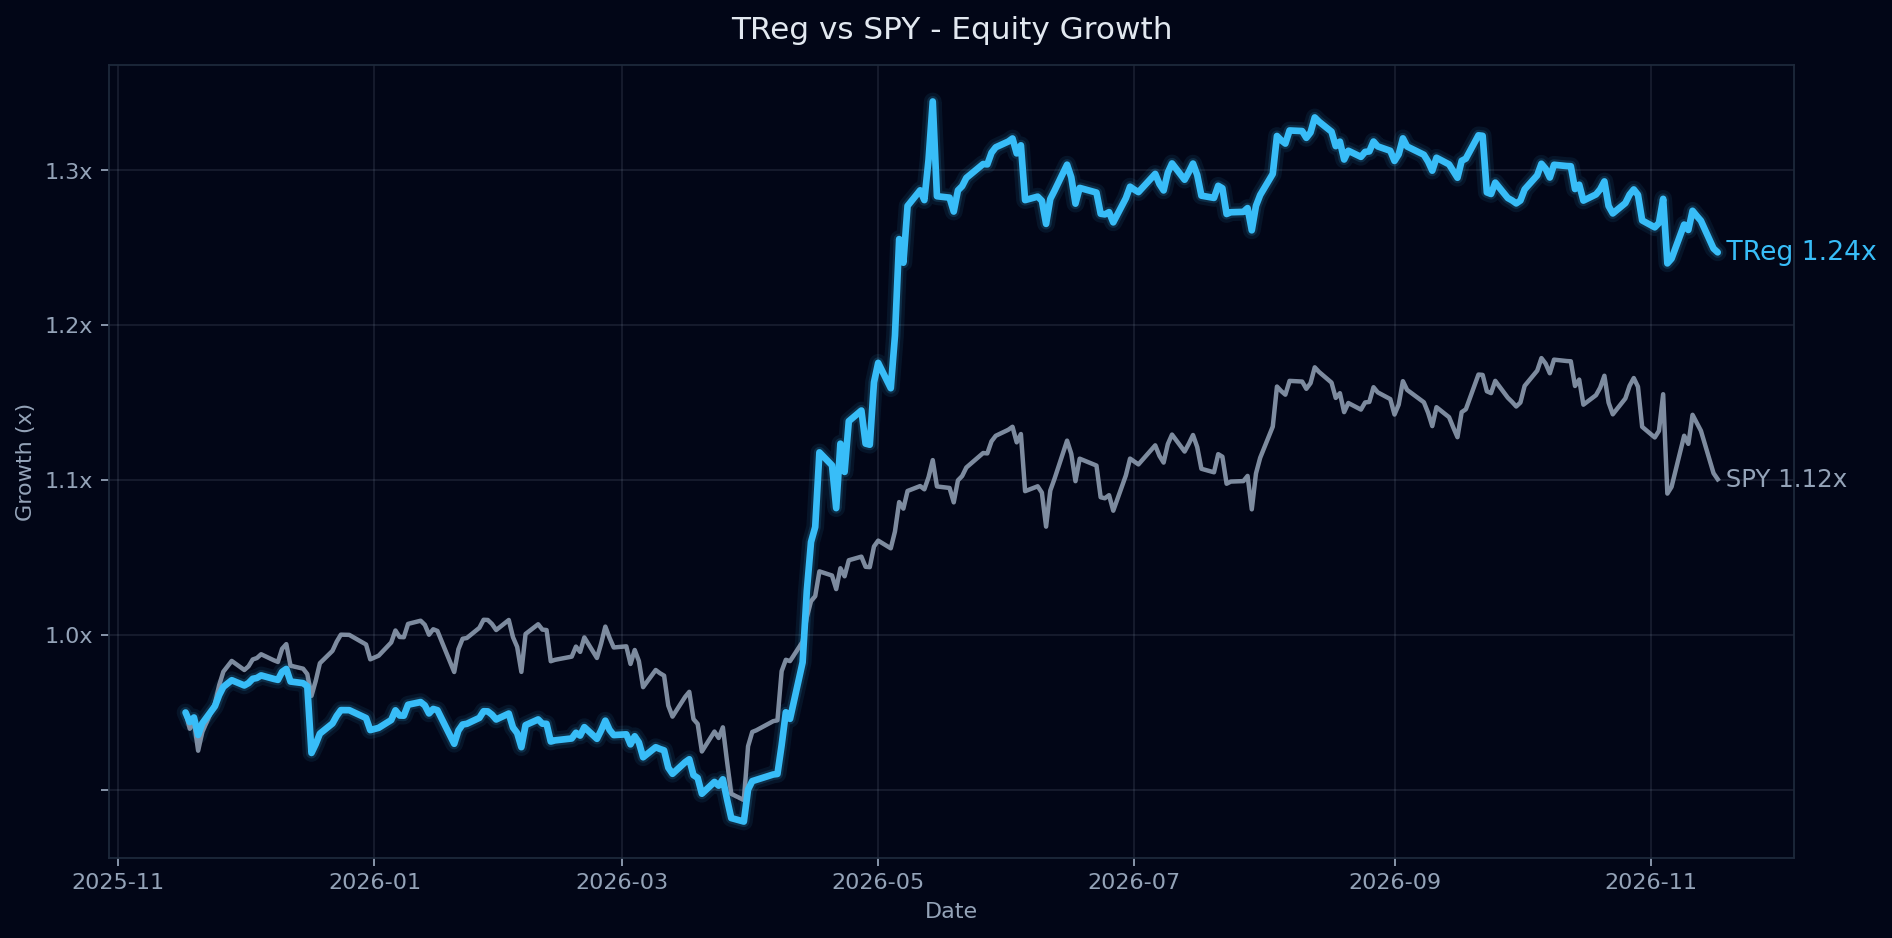 TReg vs SPY - Equity Growth
Growth (x)
1.3x
1.2x
1.1x
1.0x
TReg 1.24x
SPY 1.12x
2025-11
2026-01
2026-03
2026-05
2026-07
2026-09
2026-11
Date